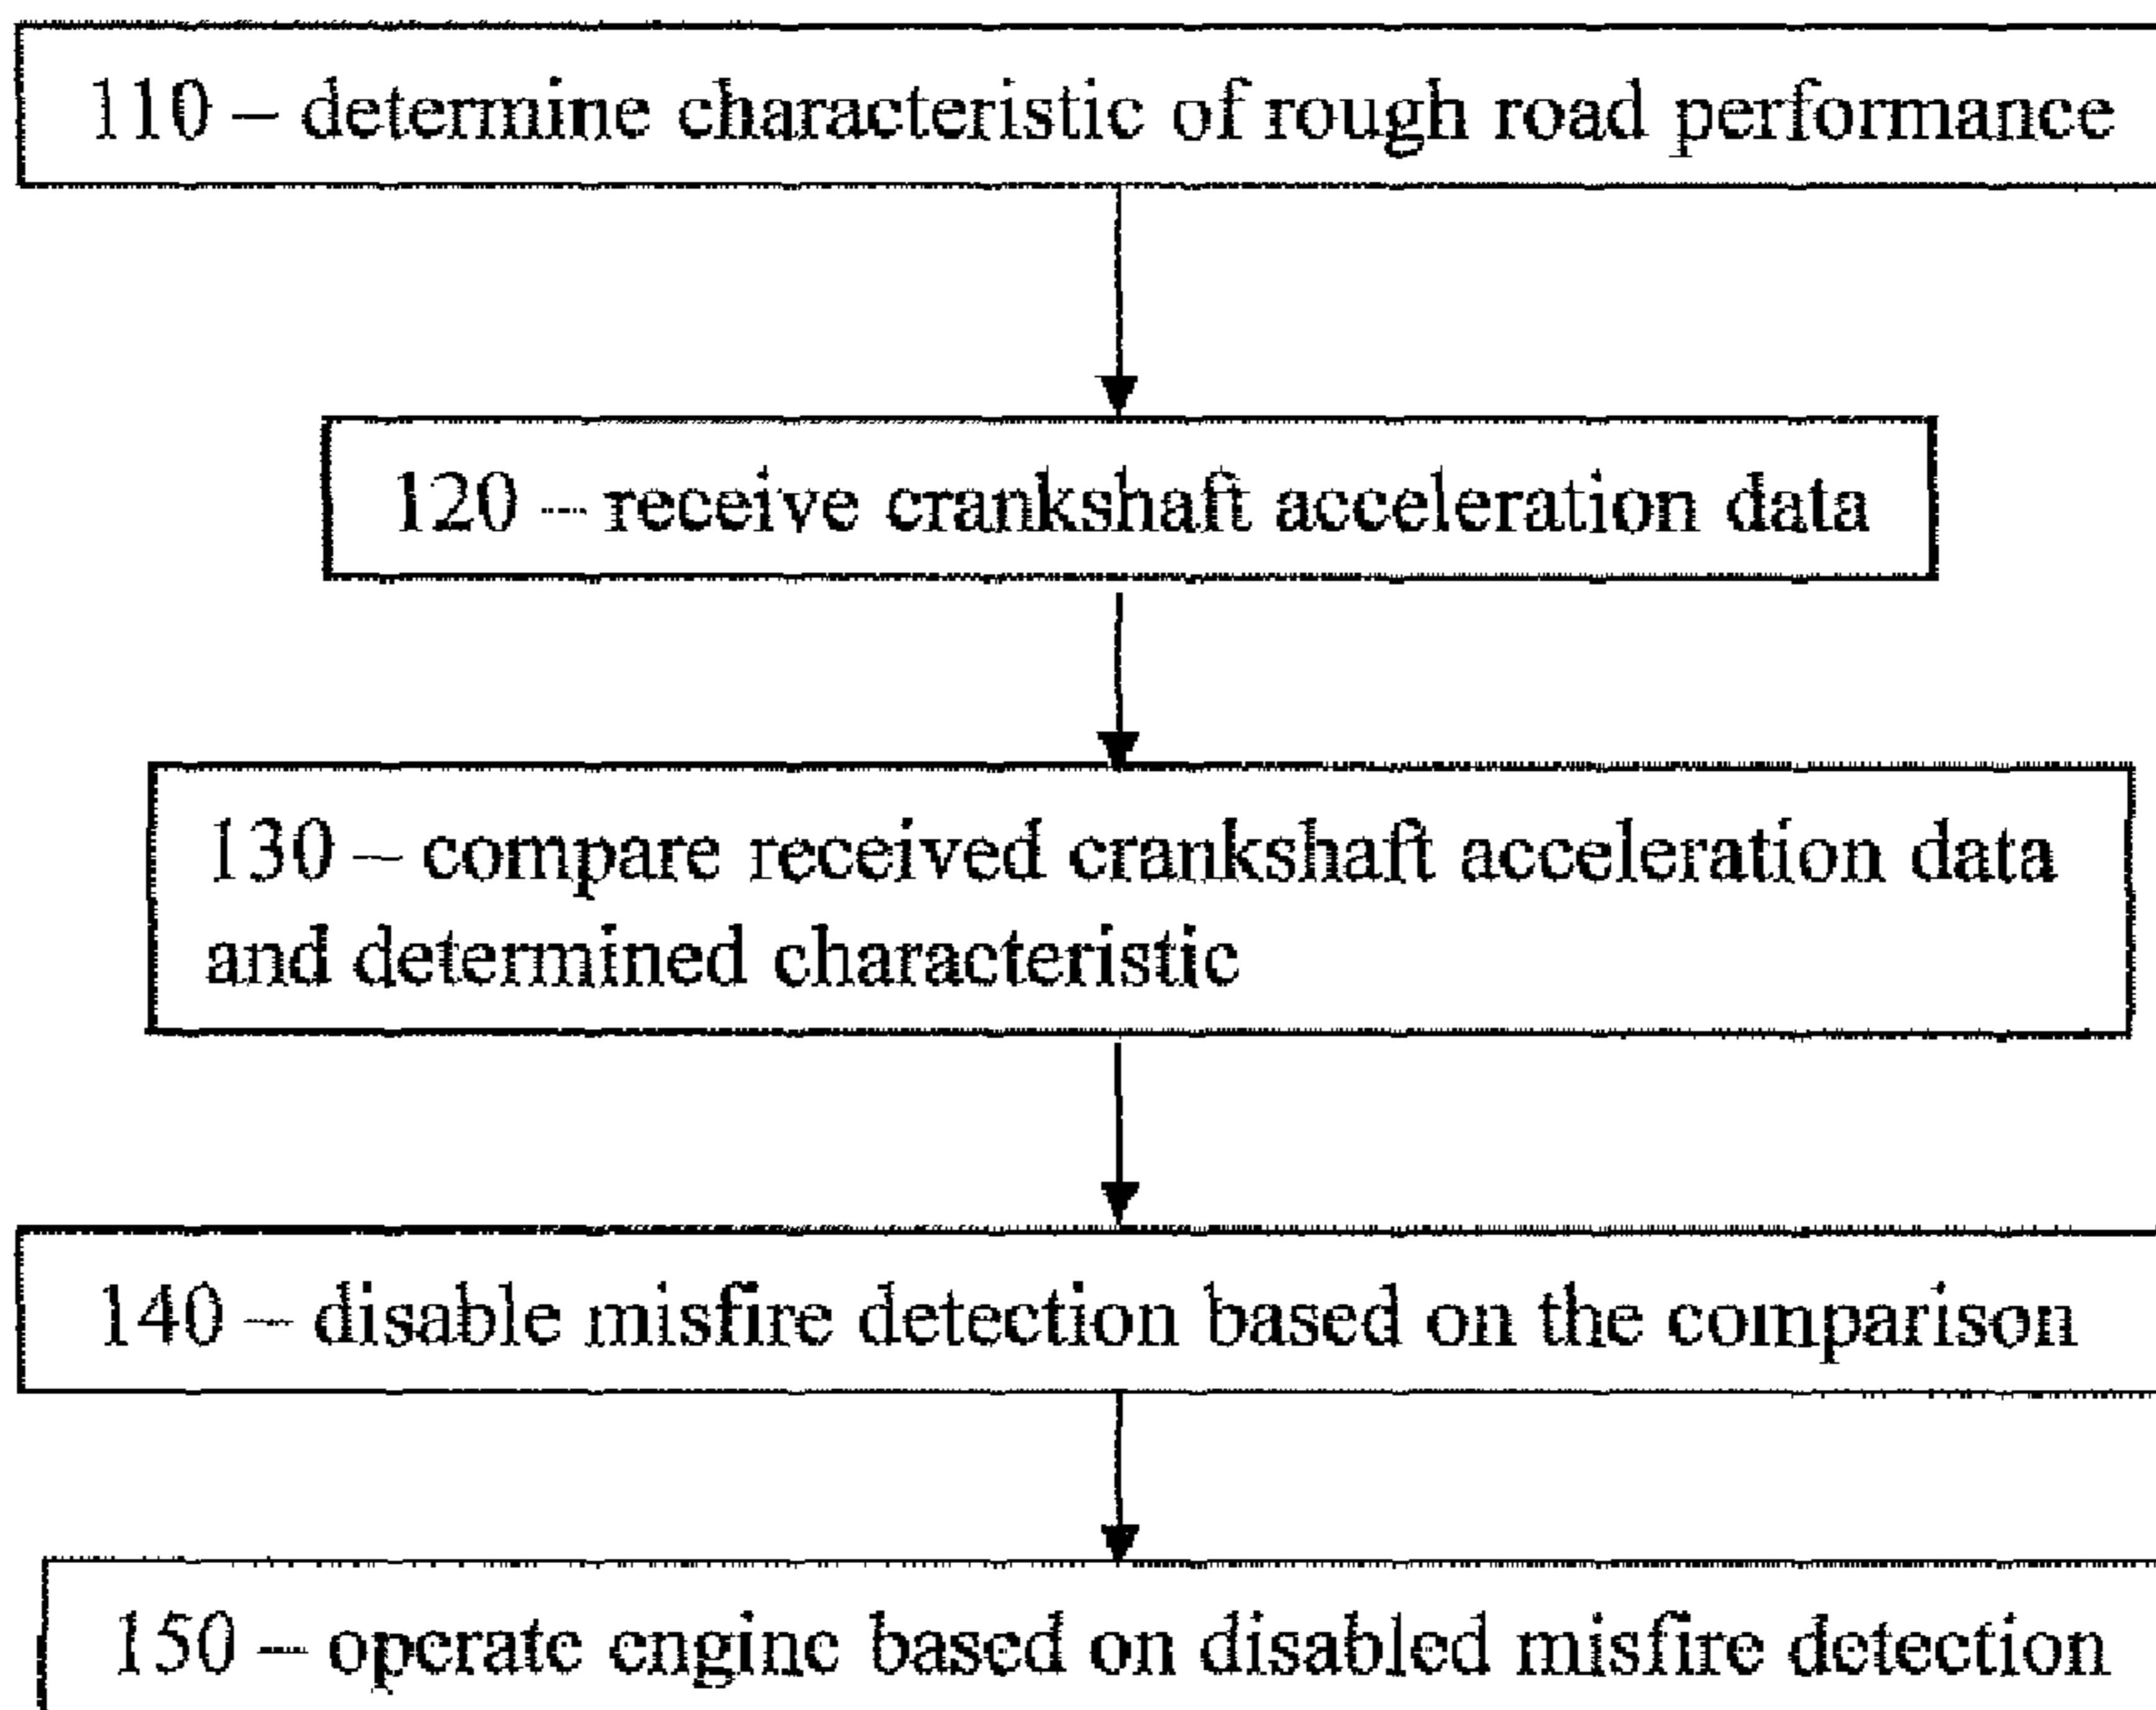 110 – determine characteristic of rough road performance
120 – receive crankshaft acceleration data
130 – compare received crankshaft acceleration data
and determined characteristic
140 – disable misfire detection based on the comparison
150 – operate engine based on disabled misfire detection